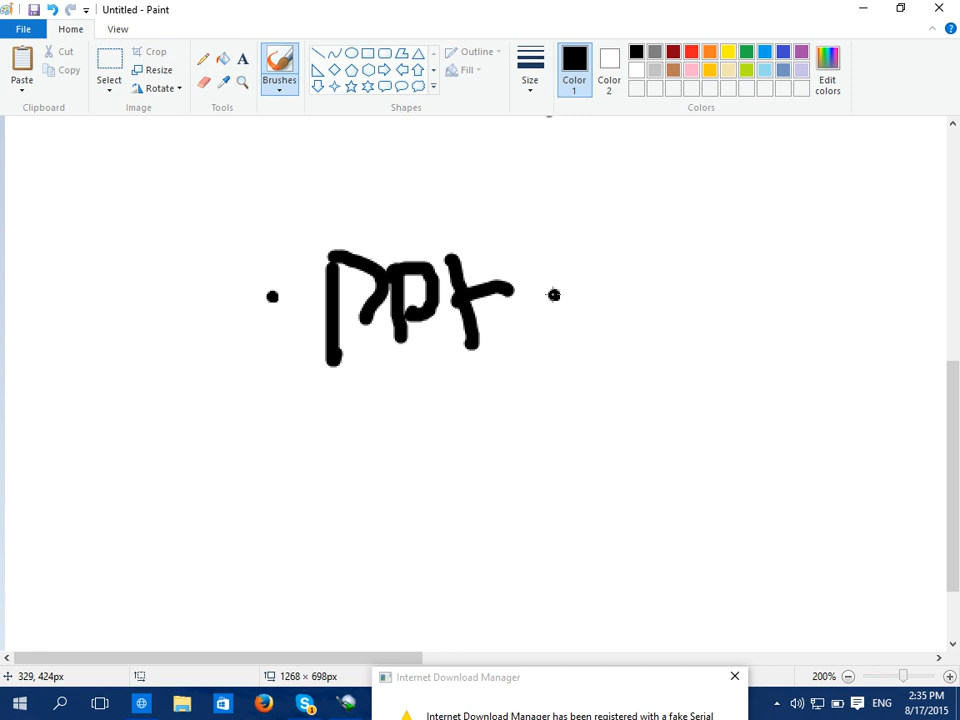 Untitled - Paint
File Home View
Paste
Cut
Copy
Clipboard
Select
Crop
Resize
Rotate
Image
Tools
Brushes
Shapes
Outline
Fill
Size
Color 1
Color 2
Edit colors
Colors
. ppt .
329, 424px
1268 × 698px
200%
Internet Download Manager
Internet Download Manager has been registered with a fake Serial
1
ENG
2:35 PM
8/17/2015